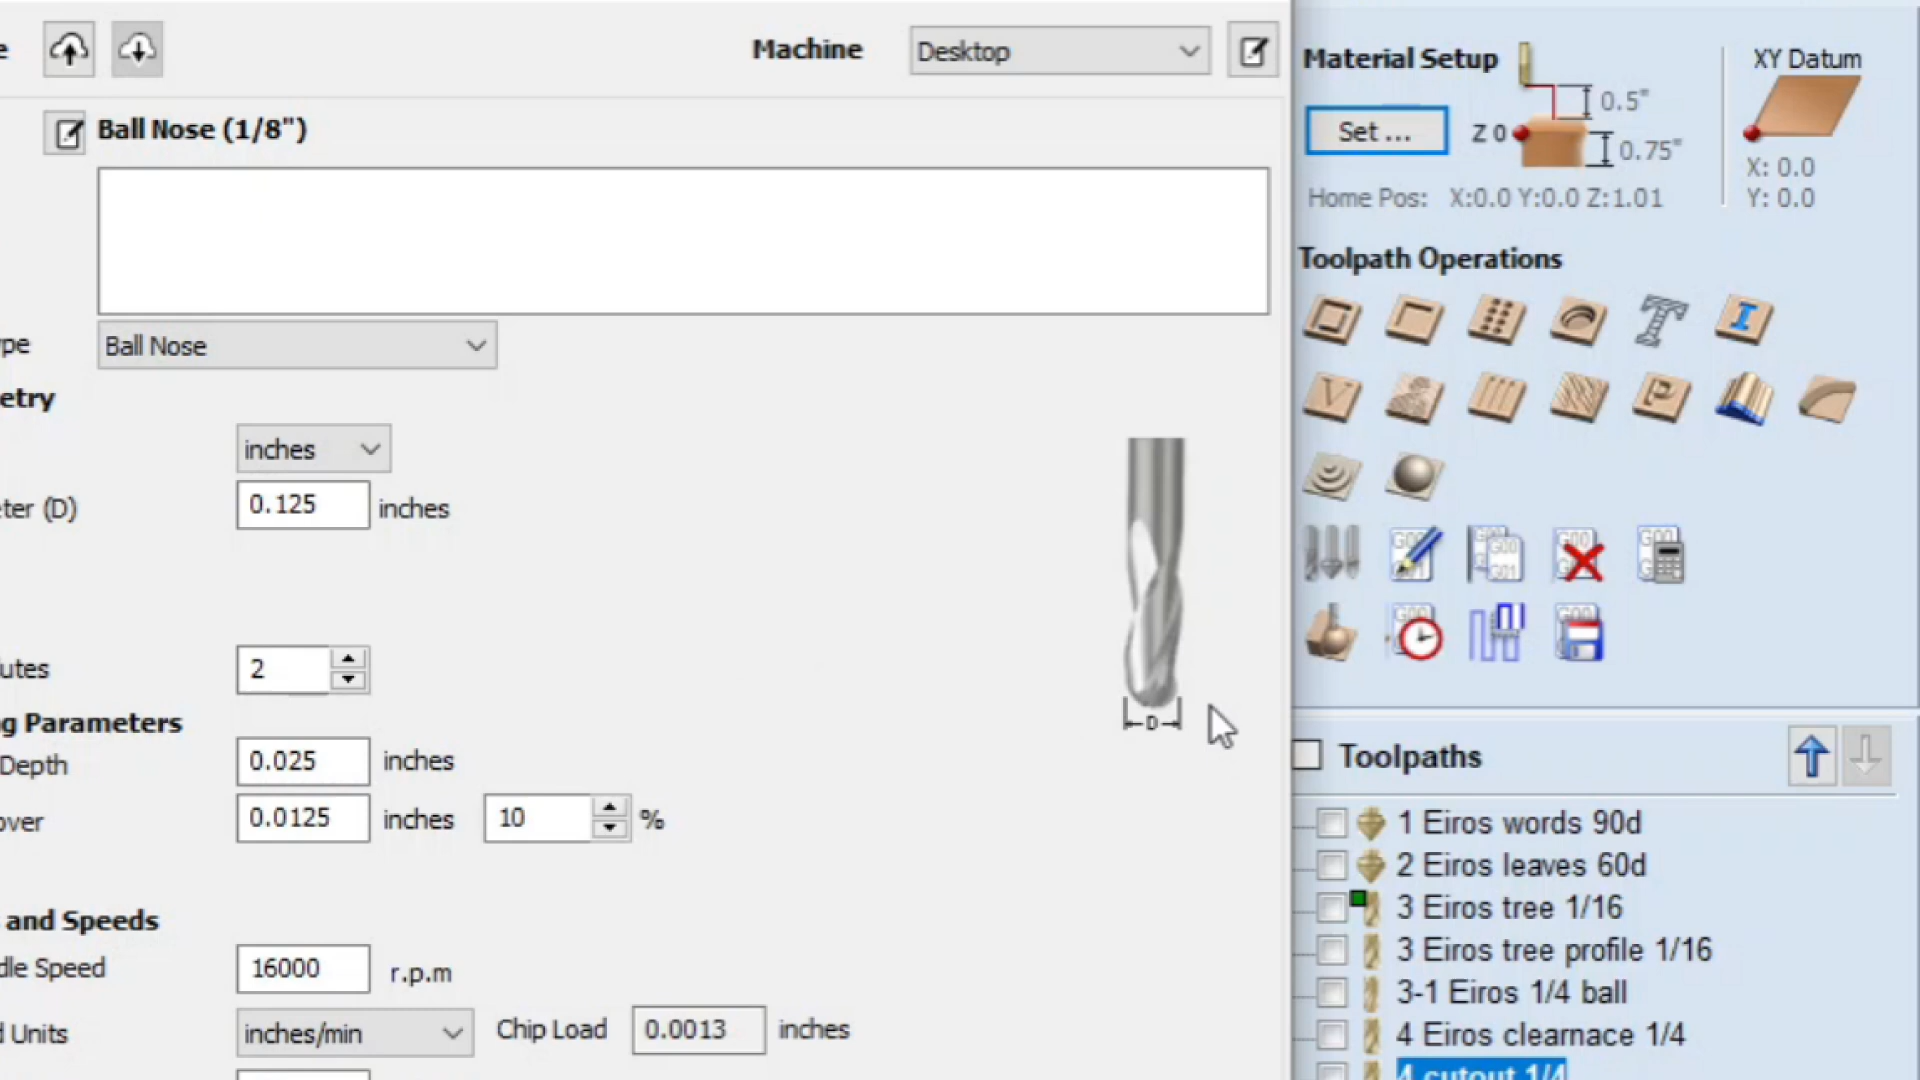 e
Machine
Desktop
Ball Nose (1/8")
ype
Ball Nose
etry
inches
eter (D)
0.125
inches
D
utes
2
g Parameters
Depth
0.025
inches
over
0.0125
inches
10
%
and Speeds
dle Speed
16000
r.p.m
d Units
inches/min
Chip Load
0.0013
inches
Material Setup
0.5"
Set ...
Z 0
0.75"
Home Pos:
X:0.0 Y:0.0 Z:1.01
XY Datum
X: 0.0
Y: 0.0
Toolpath Operations
Toolpaths
1 Eiros words 90d
2 Eiros leaves 60d
3 Eiros tree 1/16
3 Eiros tree profile 1/16
3-1 Eiros 1/4 ball
4 Eiros clearnace 1/4
4 cutout 1/4